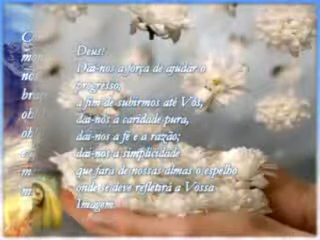 Deus!
Dai-nos a força de ajudar o
progresso,
a fim de subirmos até Vós,
dai-nos a caridade pura,
dai-nos a fé e a razão;
dai-nos a simplicidade
que fará de nossas almas o espelho
onde se deve refletirá a Vossa
Imagem.